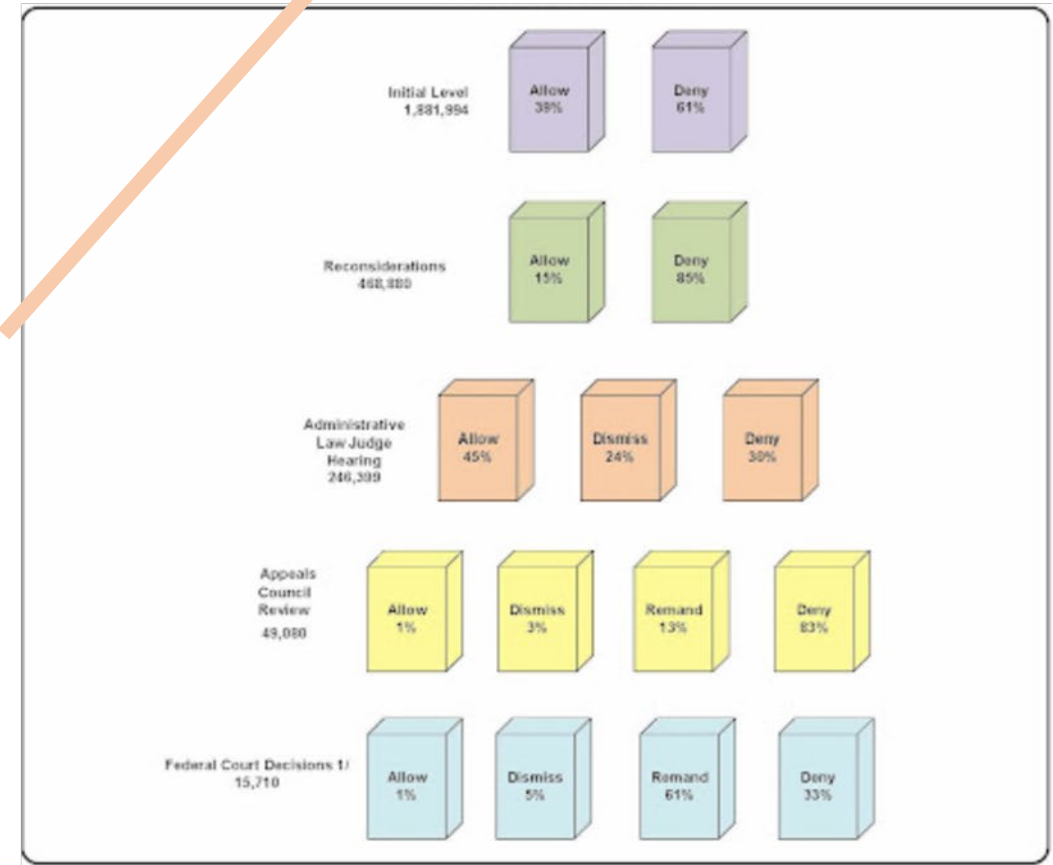 Initial Level
1,881,994
Allow
39%
Deny
61%
Reconsiderations
468,880
Allow
15%
Deny
85%
Administrative
Law Judge
Hearing
246,399
Allow
45%
Dismiss
24%
Deny
30%
Appeals
Council
Review
49,080
Allow
1%
Dismiss
3%
Remand
13%
Deny
83%
Federal Court Decisions 1/
15,710
Allow
1%
Dismiss
5%
Remand
61%
Deny
33%